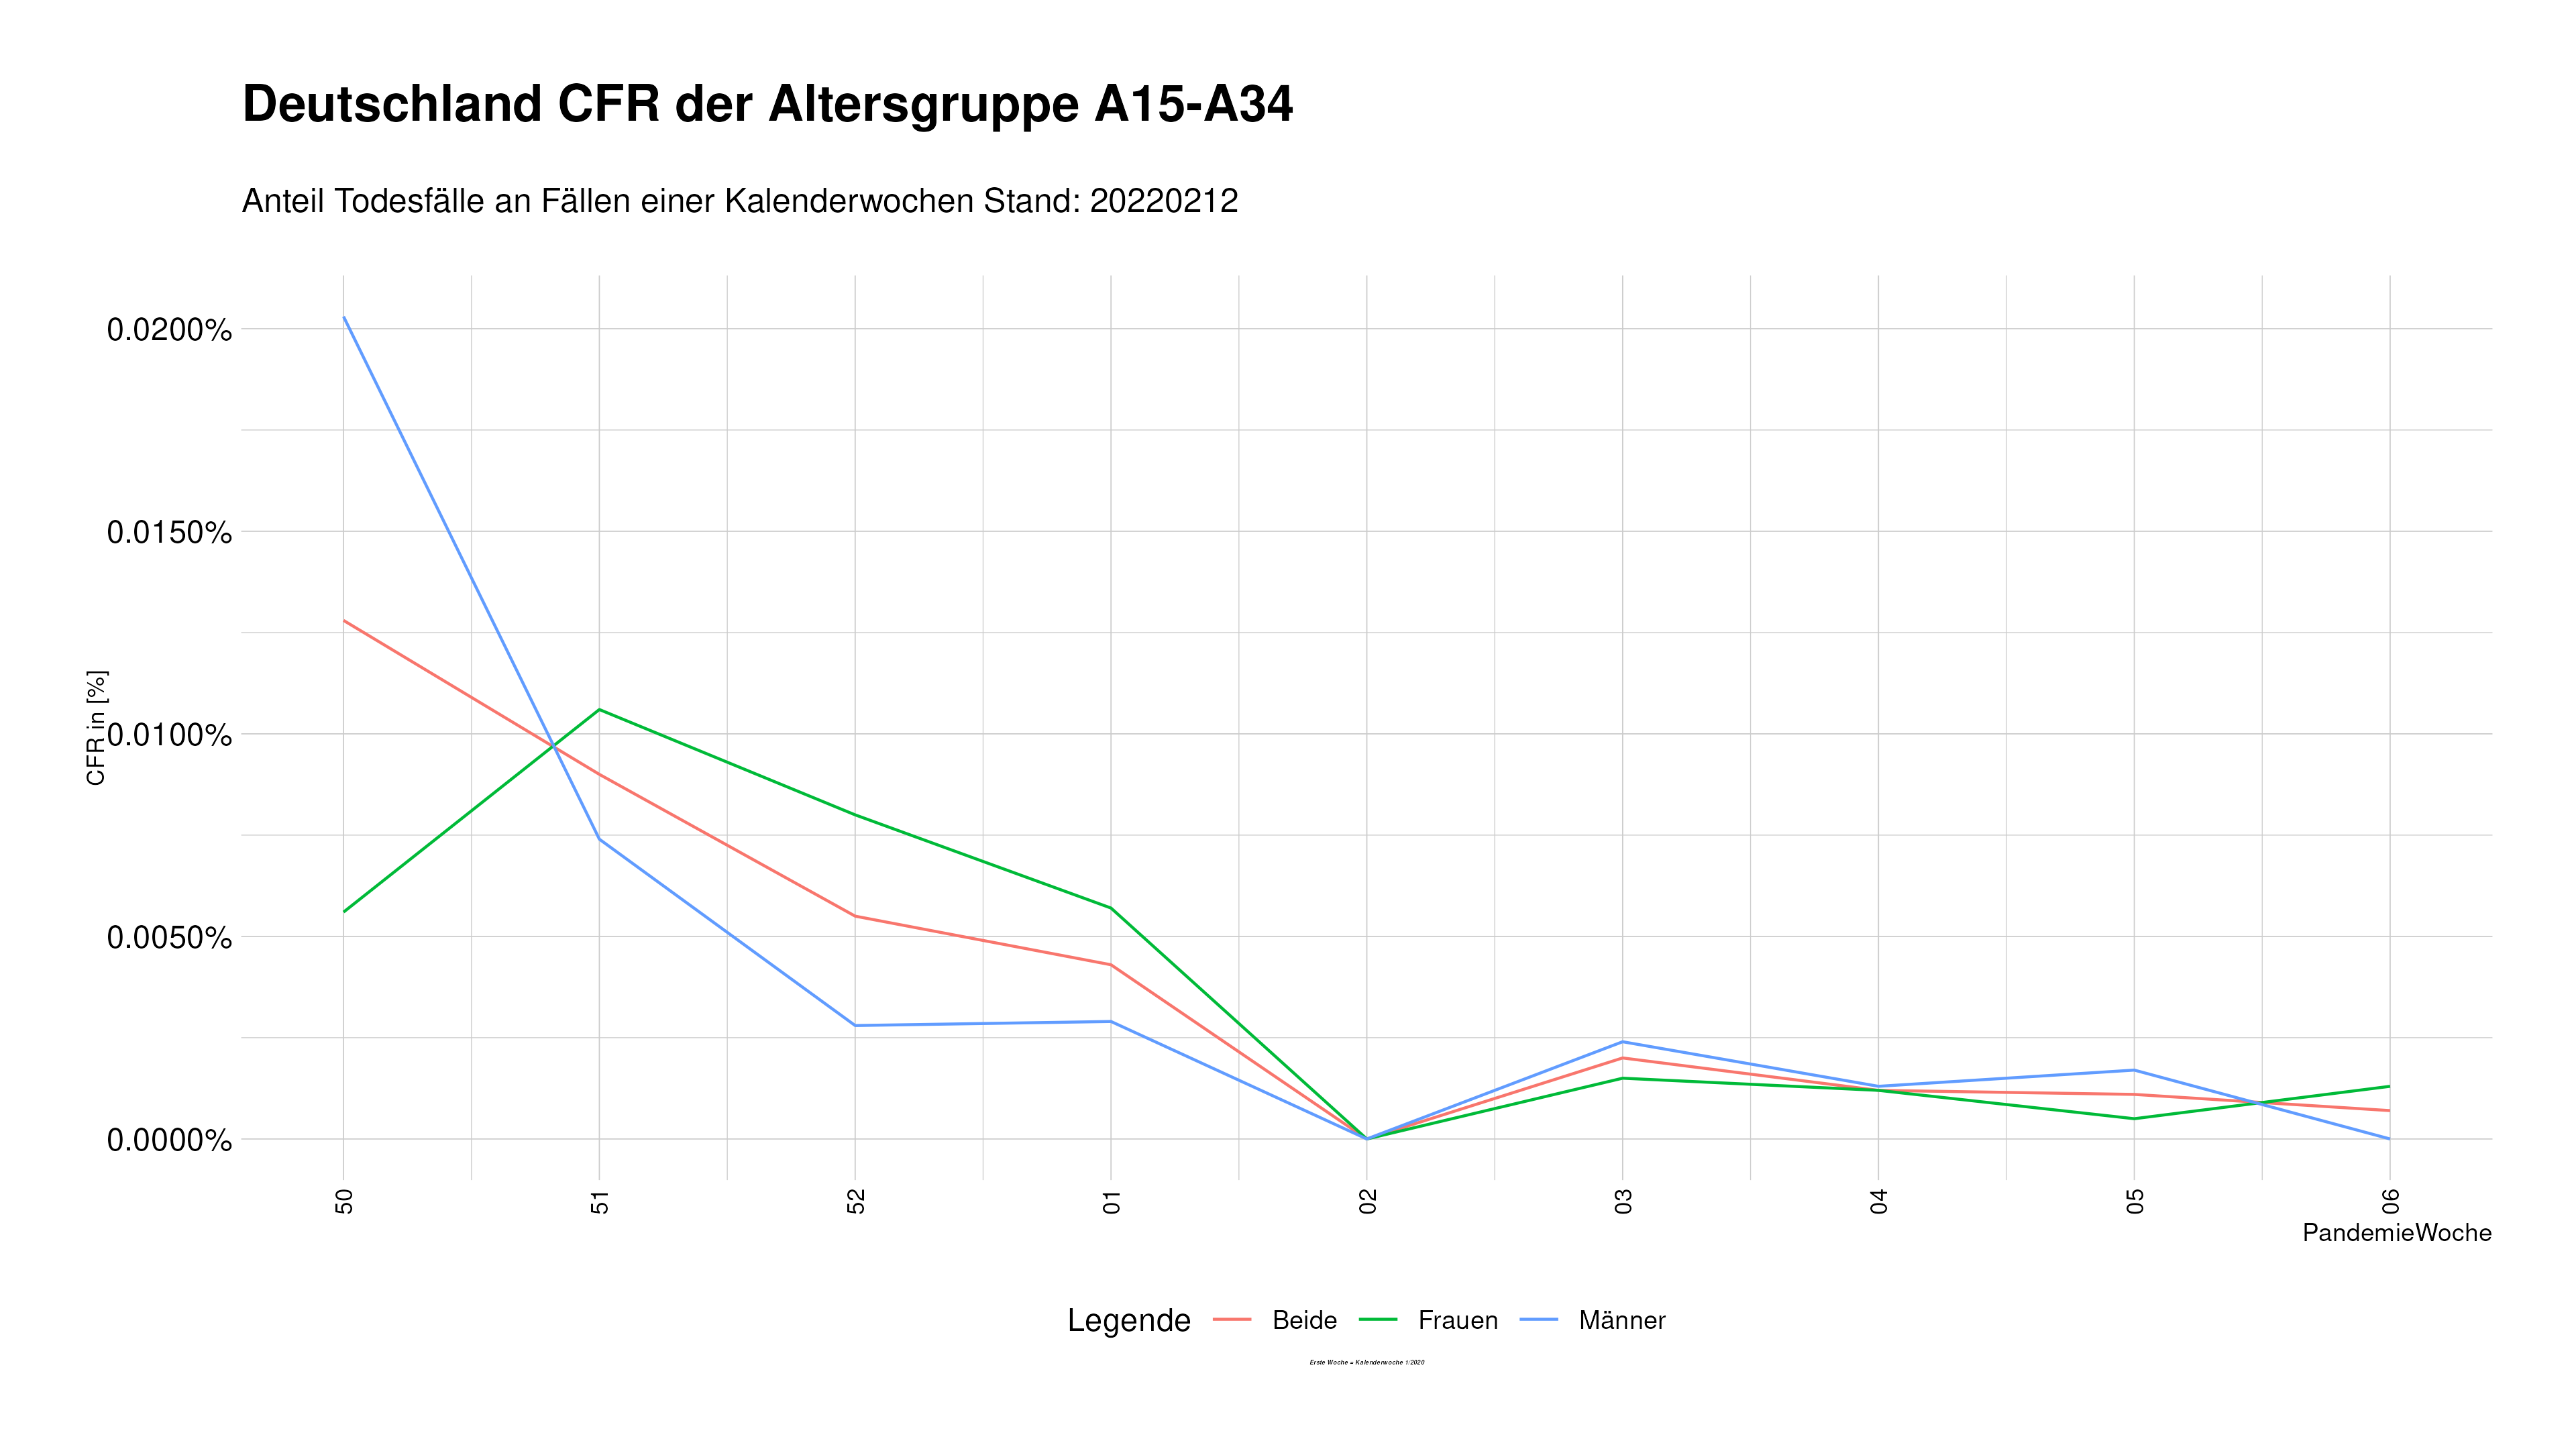 Deutschland CFR der Altersgruppe A15-A34
Anteil Todesfälle an Fällen einer Kalenderwochen Stand: 20220212
CFR in [%]
0.0200%
0.0150%
0.0100%
0.0050%
0.0000%
50 51 52 01 02 03 04 05 06
PandemieWoche
Legende Beide Frauen Männer
Erste Woche = Kalenderwoche 1/2020